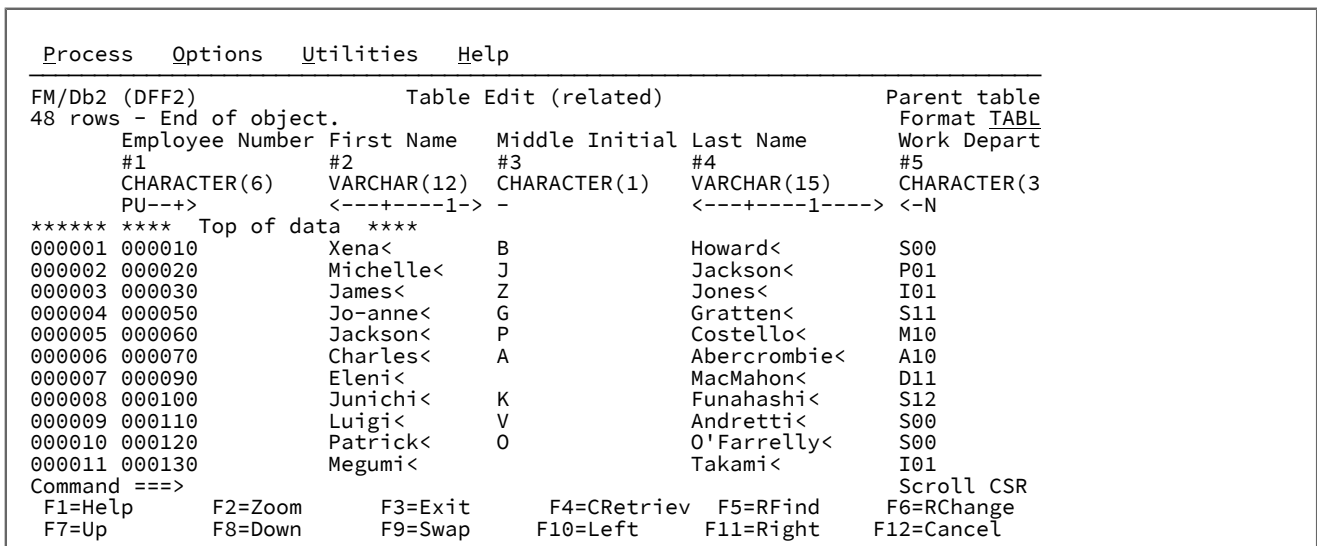 Process Options Utilities Help
FM/Db2 (DFF2) Table Edit (related) Parent table
48 rows - End of object. Format TABL
Employee Number First Name Middle Initial Last Name Work Depart
#1 #2 #3 #4 #5
CHARACTER(6) VARCHAR(12) CHARACTER(1) VARCHAR(15) CHARACTER(3
PU--+> <---+----1-> - <---+----1----> <-N
****** **** Top of data ****
000001 000010 Xena< B Howard< S00
000002 000020 Michelle< J Jackson< P01
000003 000030 James< Z Jones< I01
000004 000050 Jo-anne< G Gratten< S11
000005 000060 Jackson< P Costello< M10
000006 000070 Charles< A Abercrombie< A10
000007 000090 Eleni< MacMahon< D11
000008 000100 Junichi< K Funahashi< S12
000009 000110 Luigi< V Andretti< S00
000010 000120 Patrick< O O'Farrelly< S00
000011 000130 Megumi< Takami< I01
Command ===> Scroll CSR
F1=Help F2=Zoom F3=Exit F4=CRetriev F5=RFind F6=RChange
F7=Up F8=Down F9=Swap F10=Left F11=Right F12=Cancel